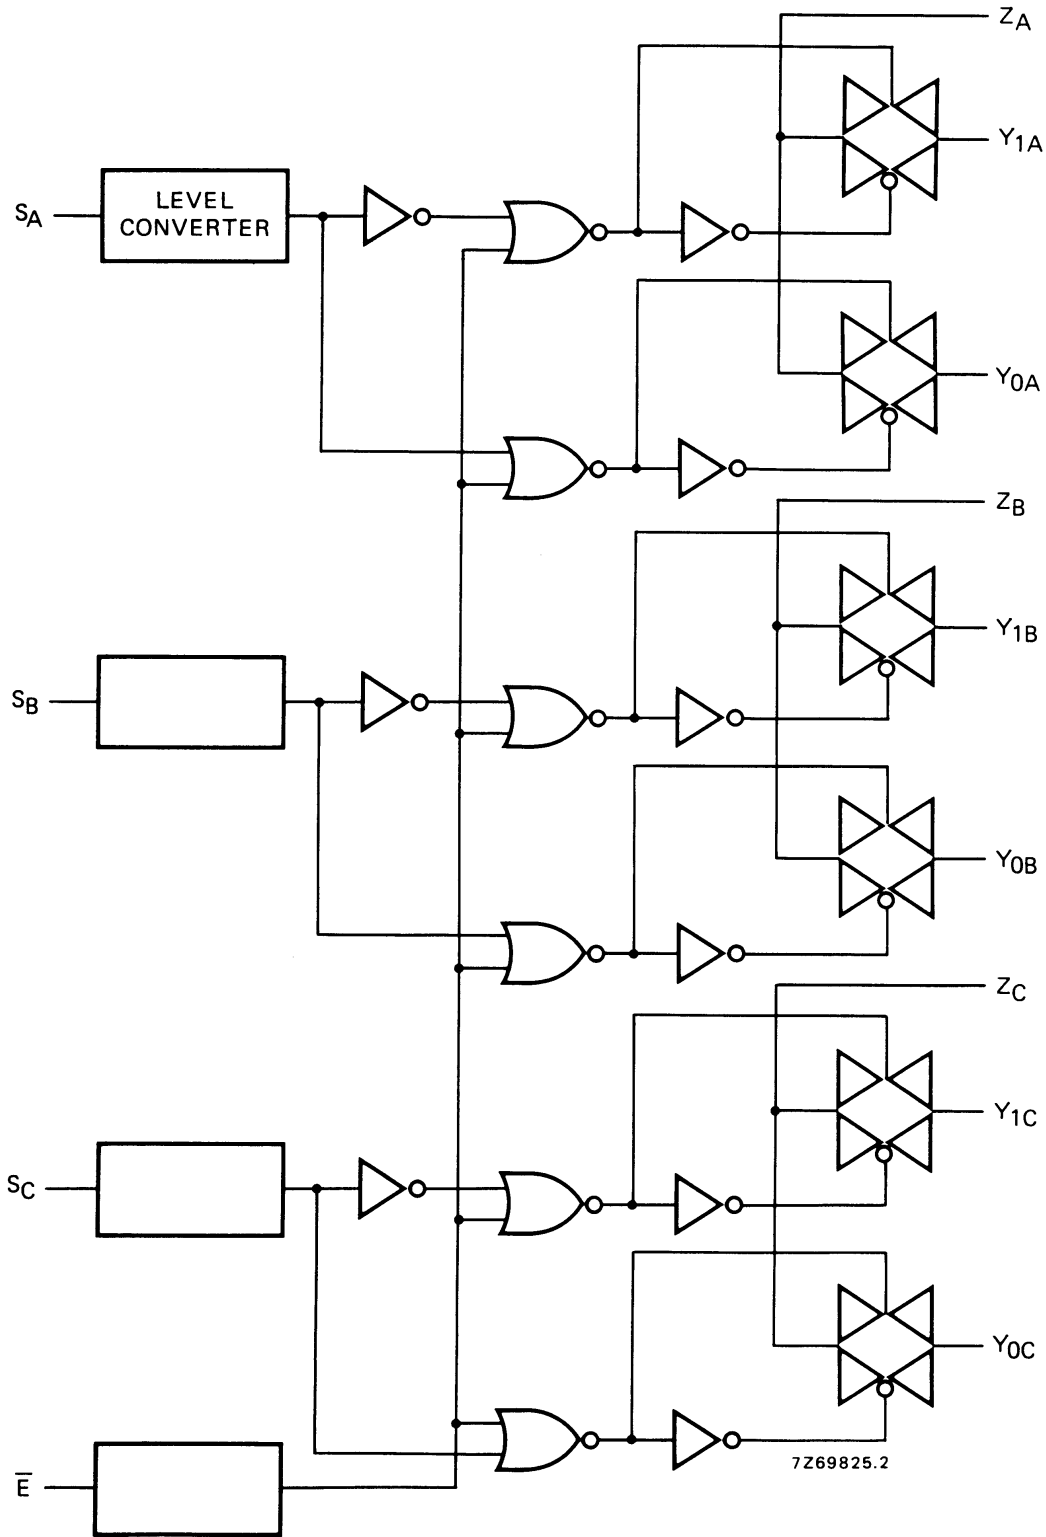 ZA
Y1A
SA
LEVEL
CONVERTER
Y0A
ZB
Y1B
SB
Y0B
ZC
Y1C
SC
Y0C
7Z69825.2
E̅